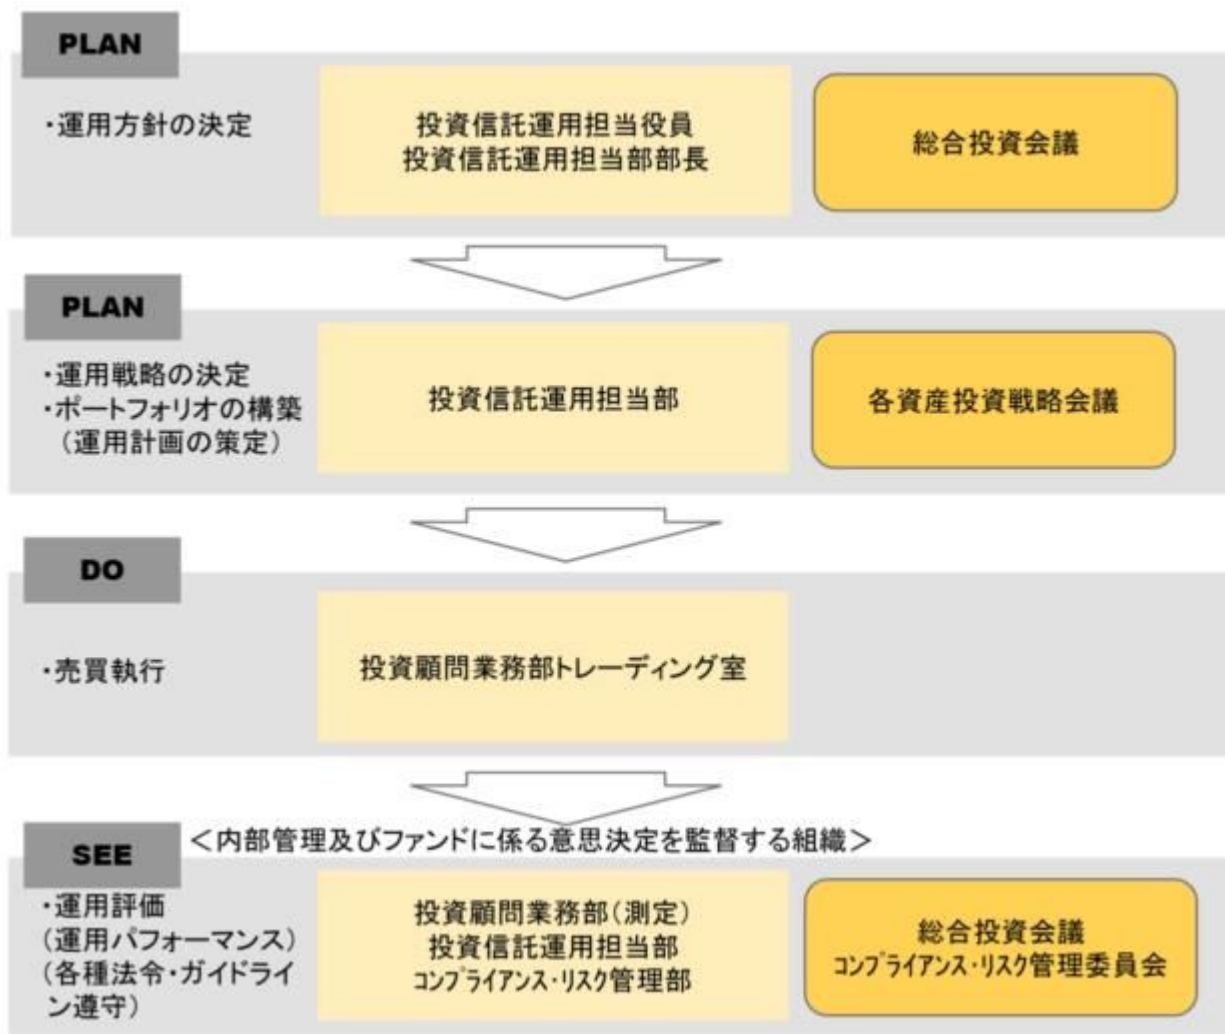 PLAN
・運用方針の決定
投資信託運用担当役員
投資信託運用担当部部長
総合投資会議
PLAN
・運用戦略の決定
・ポートフォリオの構築
（運用計画の策定）
投資信託運用担当部
各資産投資戦略会議
DO
・売買執行
投資顧問業務部トレーディング室
＜内部管理及びファンドに係る意思決定を監督する組織＞
SEE
・運用評価
(運用パフォーマンス)
(各種法令・ガイドライ
ン遵守)
投資顧問業務部(測定)
投資信託運用担当部
ｺﾝﾌﾟﾗｲｱﾝｽ・ﾘｽｸ管理部
総合投資会議
ｺﾝﾌﾟﾗｲｱﾝｽ・ﾘｽｸ管理委員会